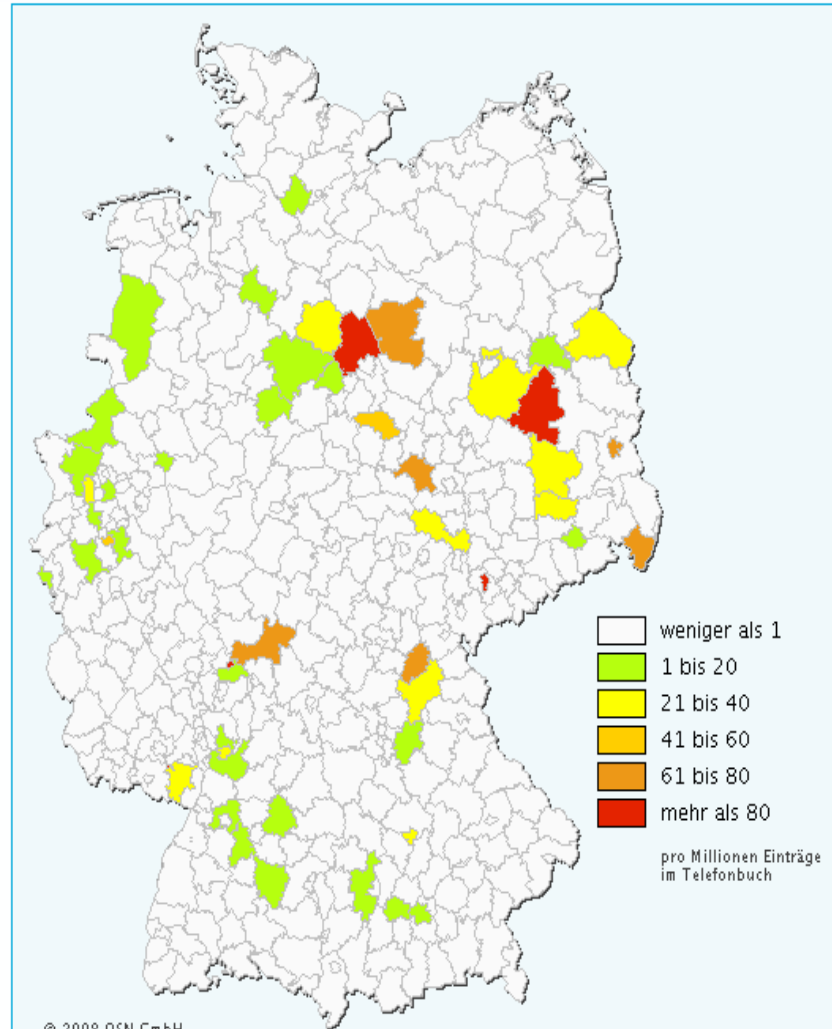 weniger als 1
1 bis 20
21 bis 40
41 bis 60
61 bis 80
mehr als 80
pro Millionen Einträge
im Telefonbuch
GmbH